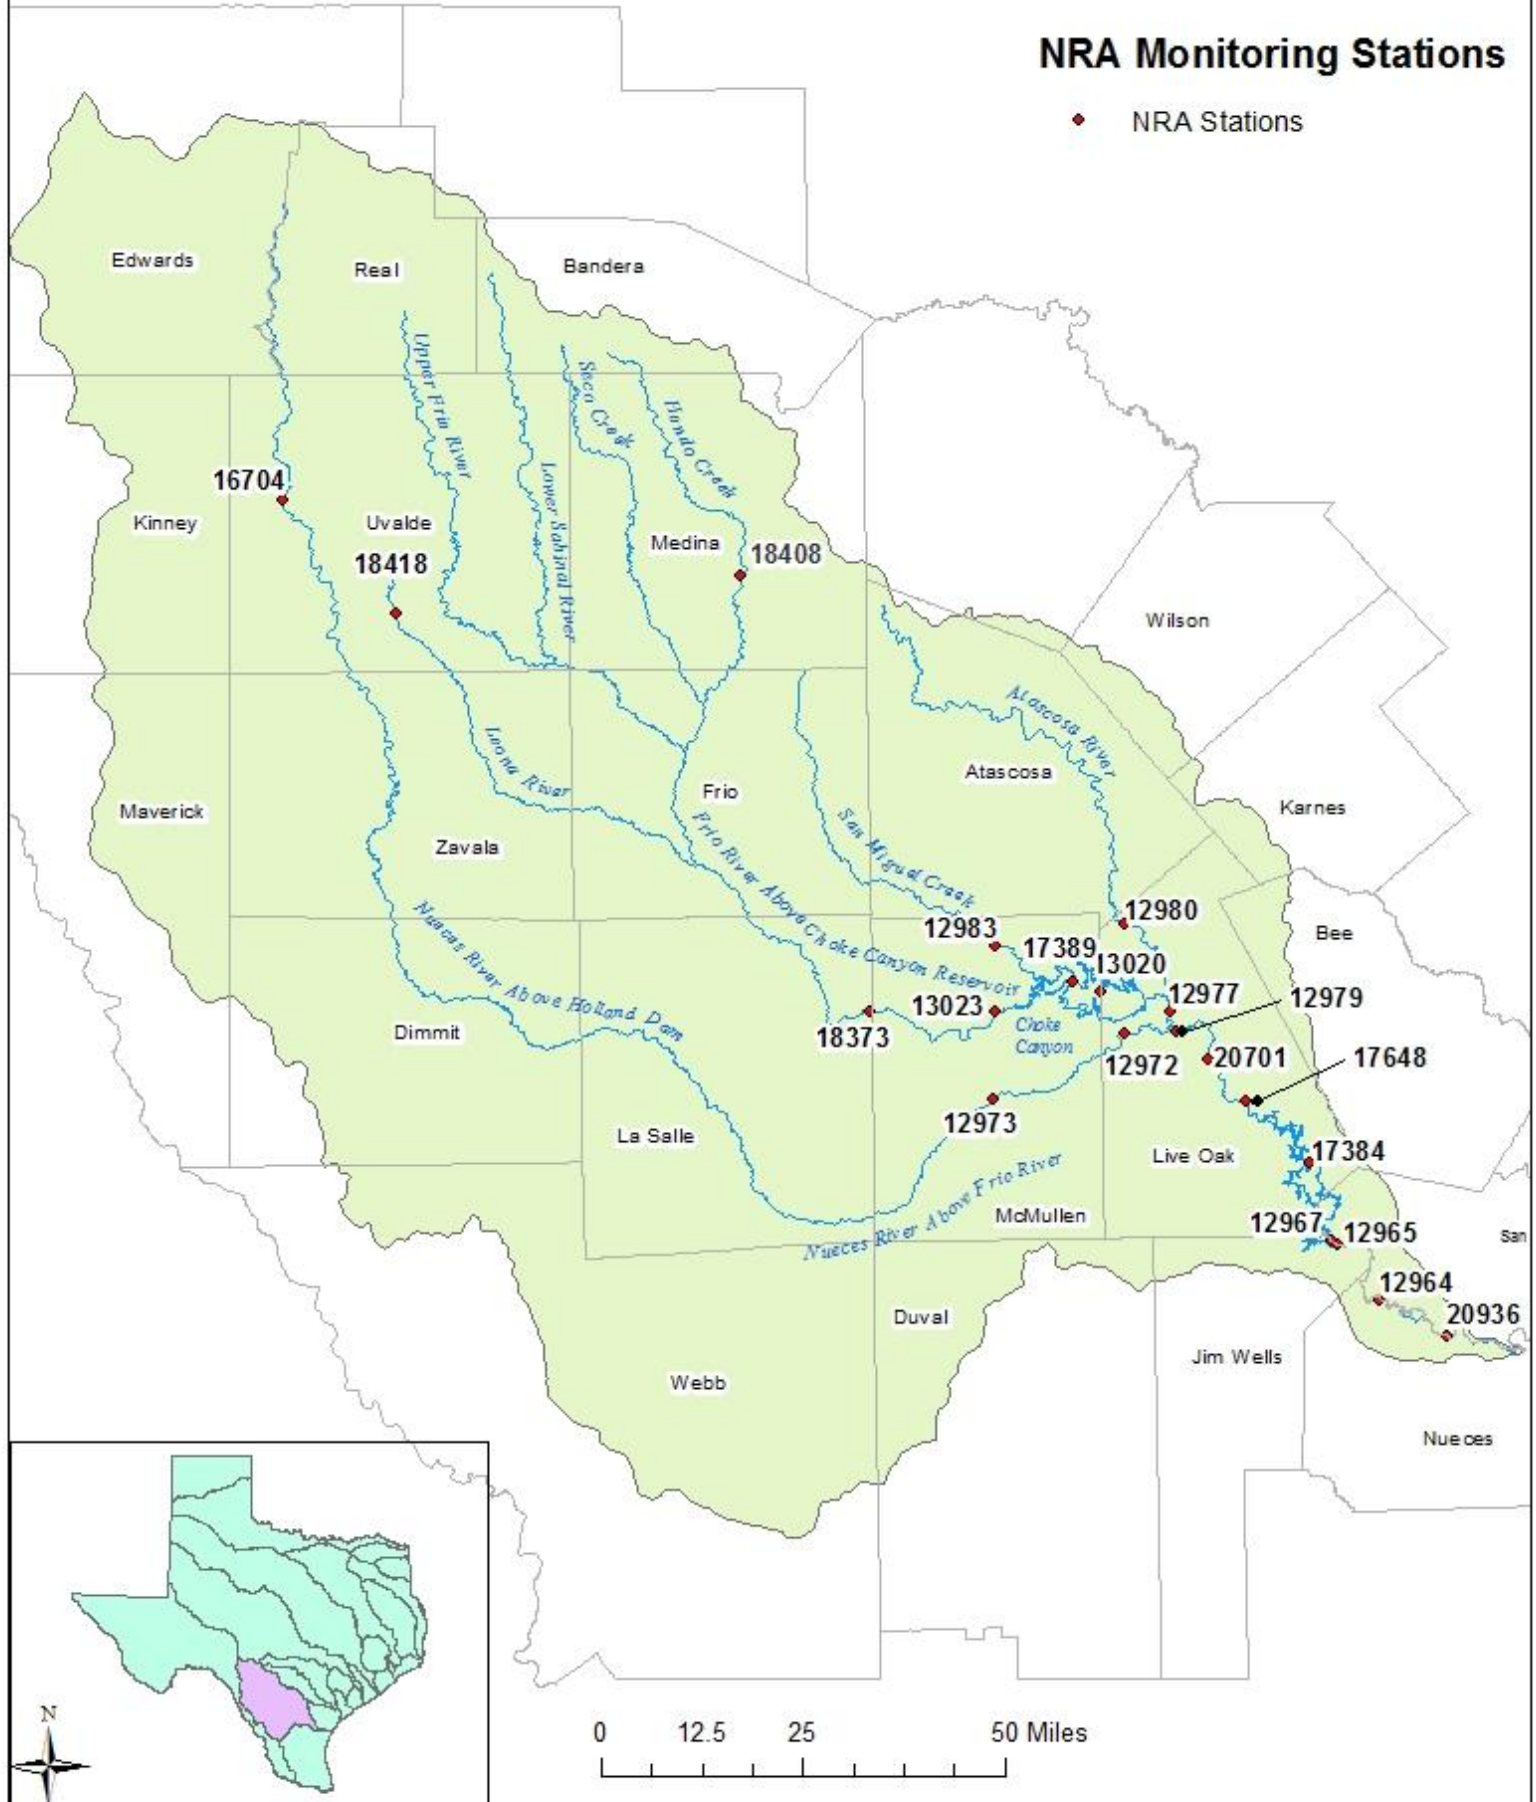 NRA Monitoring Stations
NRA Stations
Edwards
Real
Bandera
Upper Frio River
Seco Creek
Hondo Creek
Lower Sabinal River
16704
Kinney
Uvalde
18418
Medina
18408
Wilson
Atascosa River
Leona River
Atascosa
Maverick
Frio
Karnes
Zavala
San Miguel Creek
Frio River Above Choke Canyon Reservoir
Nueces River Above Holland Dam
12983
12980
Bee
17389
13020
12977
12979
13023
Dimmit
18373
Choke
Canyon
12972
20701
17648
12973
La Salle
Live Oak
17384
Nueces River Above Frio River
McMullen
12967
12965
San
12964
20936
Duval
Jim Wells
Webb
Nueces
N
0 12.5 25 50 Miles